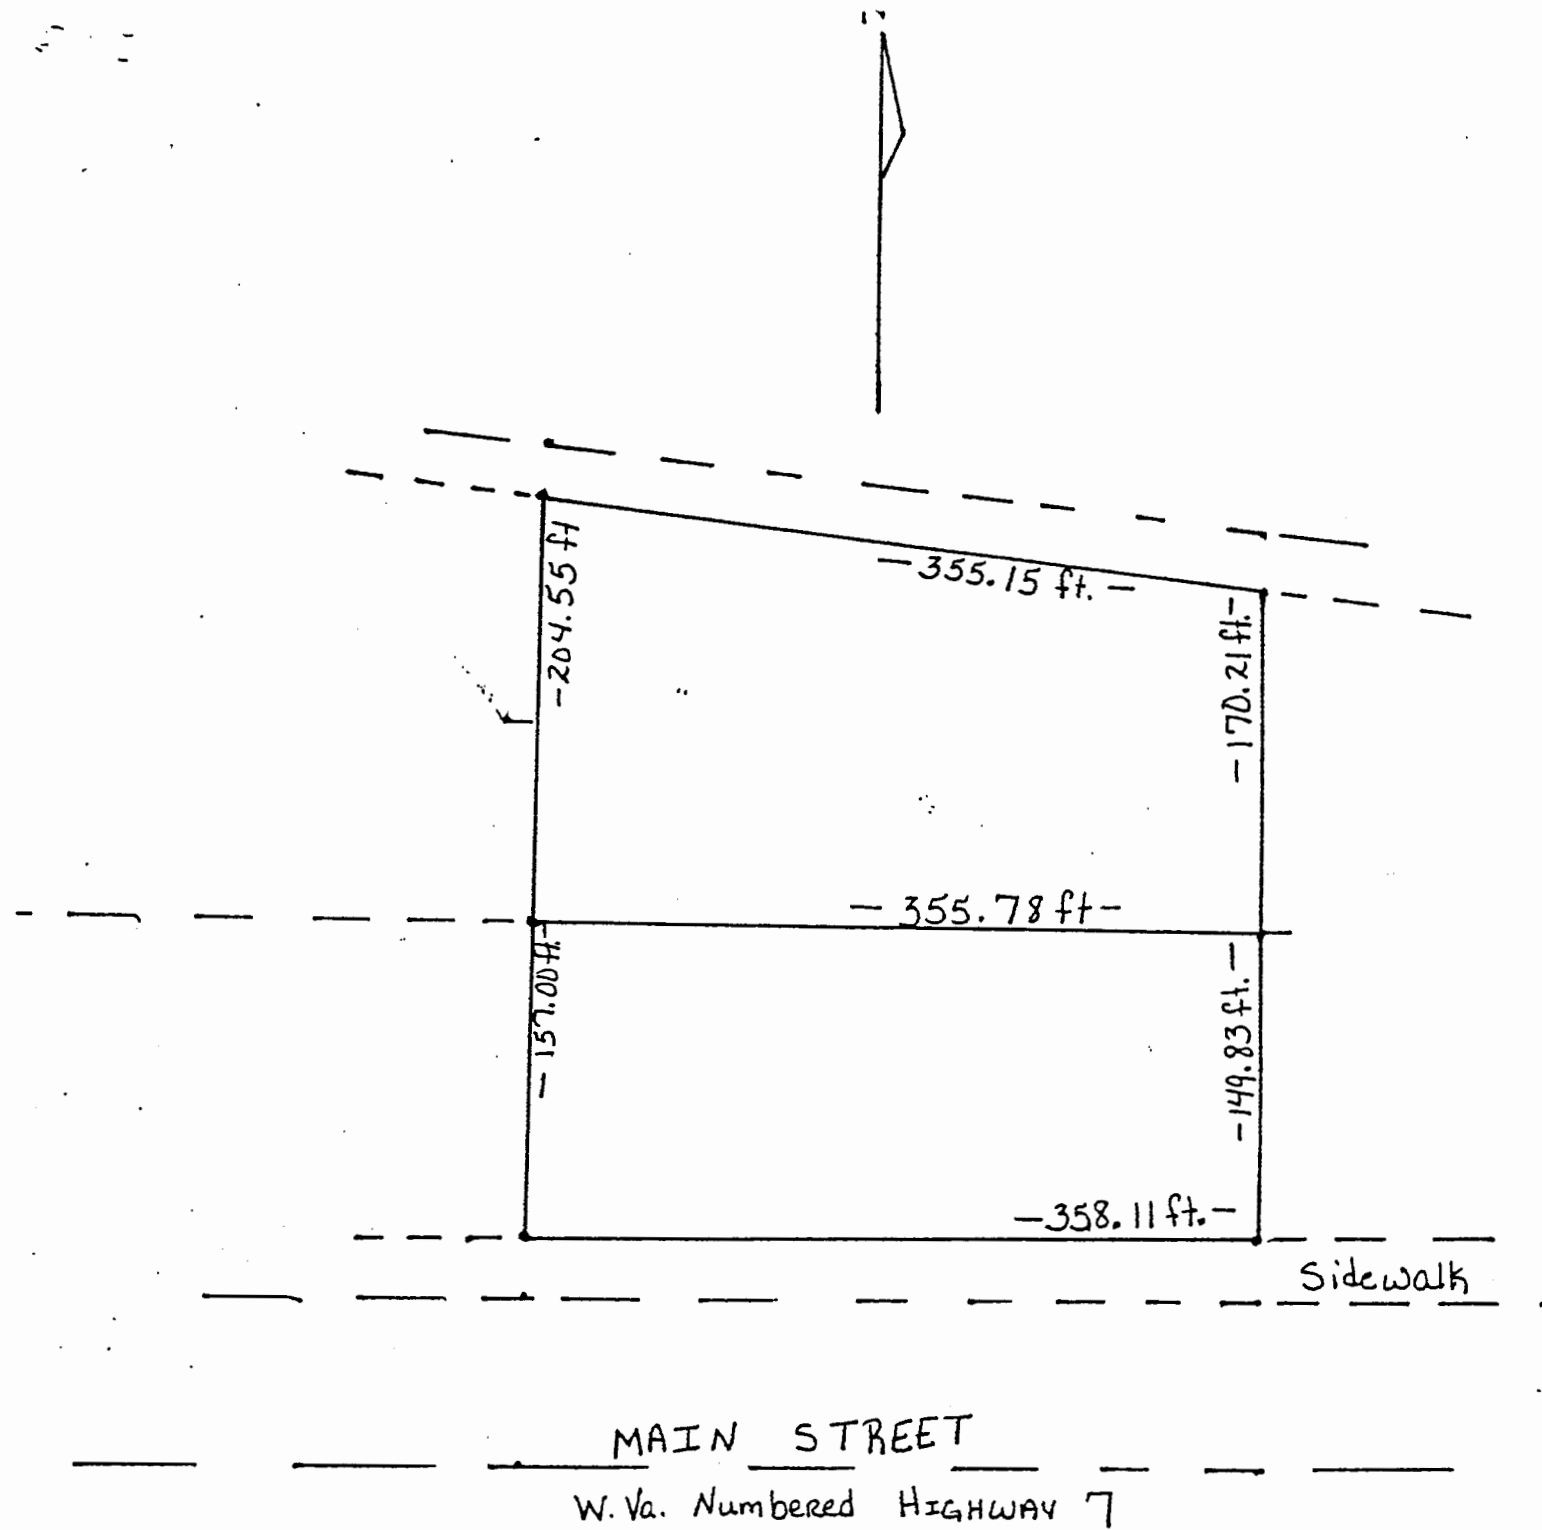 -355.15 ft.-
-204.55 ft
-170.21 ft.-
- 355.78 ft-
- 157.00 ft.-
-149.83 ft.-
-358.11 ft.-
Sidewalk
MAIN STREET
W. Va. Numbered HIGHWAY 7